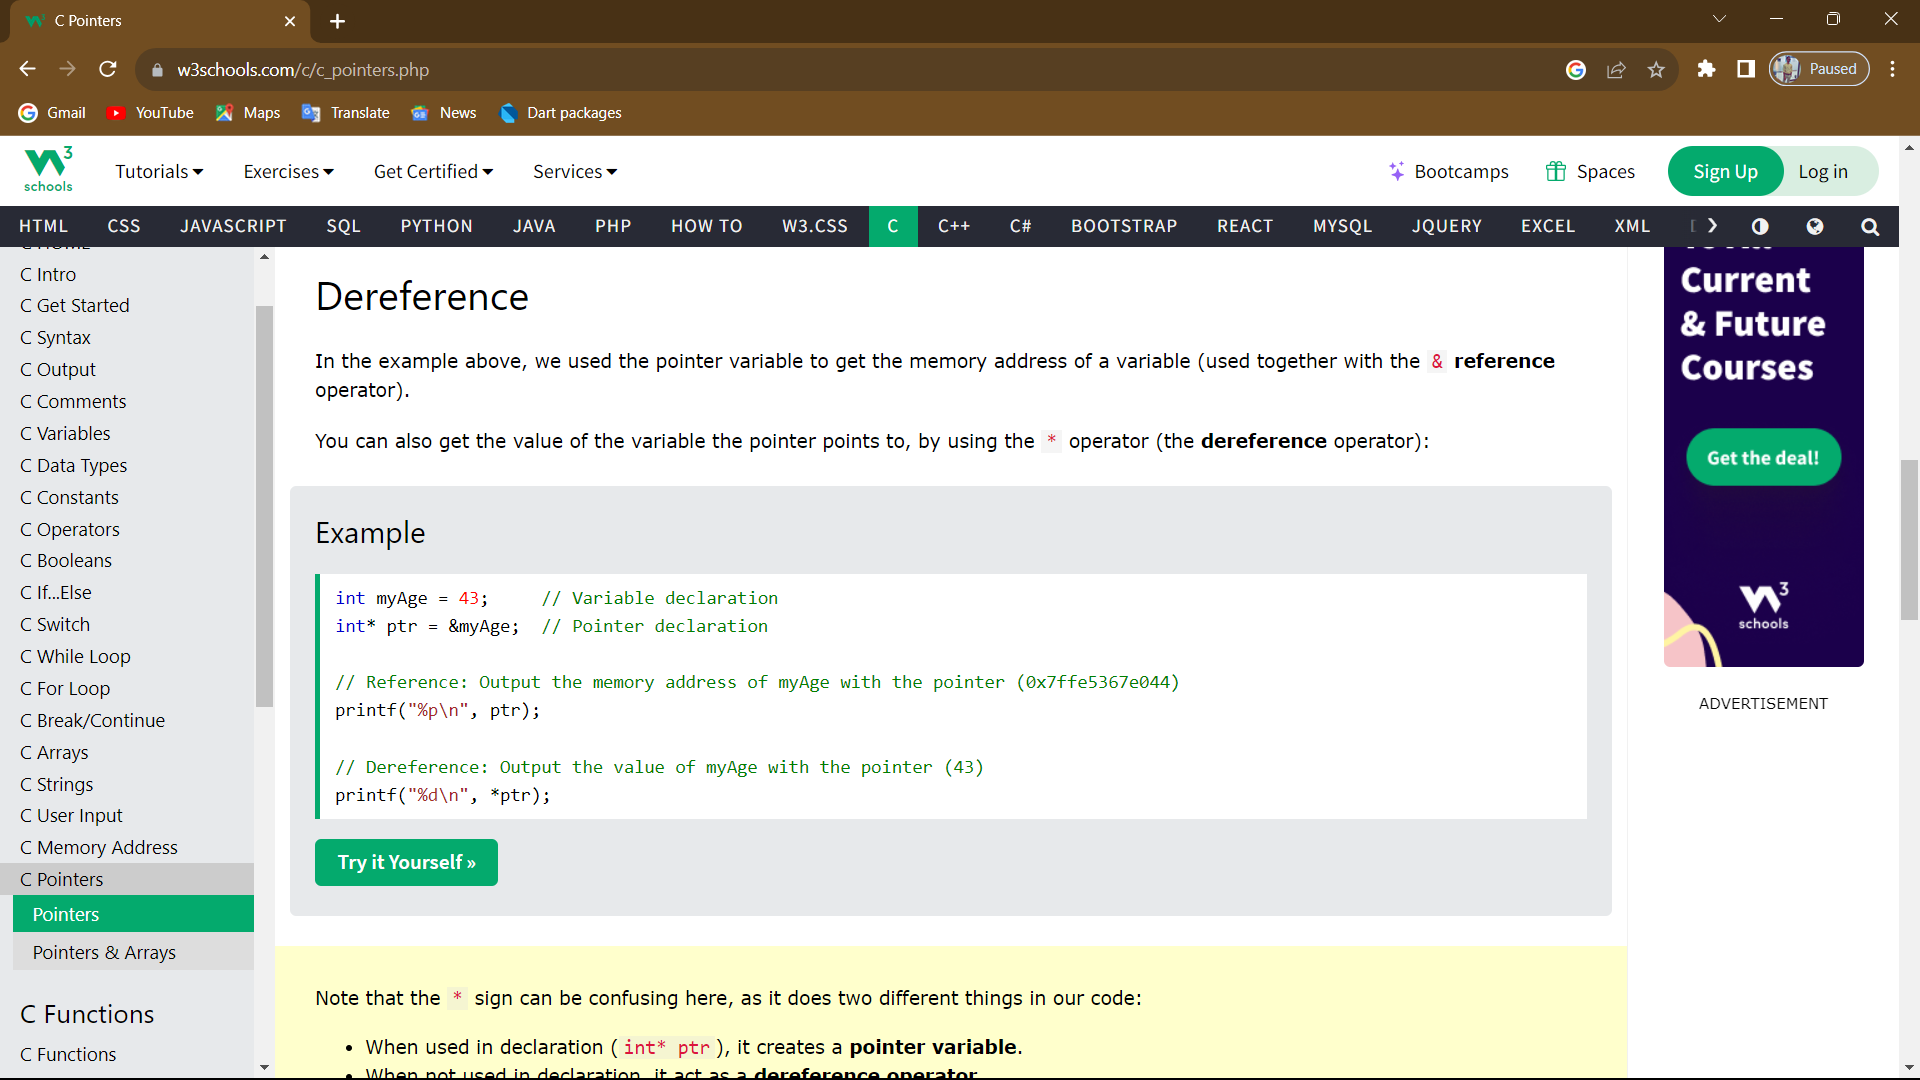 C Pointers
w3schools.com/c/c_pointers.php
Paused
Gmail YouTube Maps Translate News Dart packages
W3 schools Tutorials Exercises Get Certified Services Bootcamps Spaces Sign Up Log in
HTML CSS JAVASCRIPT SQL PYTHON JAVA PHP HOW TO W3.CSS C C++ C# BOOTSTRAP REACT MYSQL JQUERY EXCEL XML
C Intro
C Get Started
C Syntax
C Output
C Comments
C Variables
C Data Types
C Constants
C Operators
C Booleans
C If...Else
C Switch
C While Loop
C For Loop
C Break/Continue
C Arrays
C Strings
C User Input
C Memory Address
C Pointers
Pointers
Pointers & Arrays
C Functions
C Functions
Dereference
In the example above, we used the pointer variable to get the memory address of a variable (used together with the & reference
operator).
You can also get the value of the variable the pointer points to, by using the * operator (the dereference operator):
Example
int myAge = 43;     // Variable declaration
int* ptr = &myAge;  // Pointer declaration
// Reference: Output the memory address of myAge with the pointer (0x7ffe5367e044)
printf("%p\n", ptr);
// Dereference: Output the value of myAge with the pointer (43)
printf("%d\n", *ptr);
Try it Yourself »
Note that the * sign can be confusing here, as it does two different things in our code:
• When used in declaration (int* ptr), it creates a pointer variable.
• When not used in declaration, it act as a dereference operator.
Current
& Future
Courses
Get the deal!
W3
schools
ADVERTISEMENT